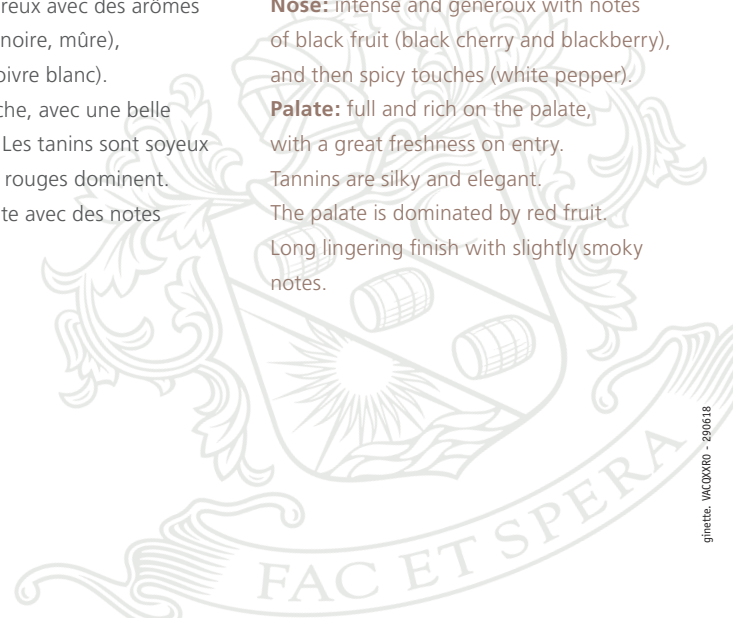 reux avec des arômes
noire, mûre),
oivre blanc).
che, avec une belle
Les tanins sont soyeux
rouges dominent.
te avec des notes
Nose: intense and generoux with notes
of black fruit (black cherry and blackberry),
and then spicy touches (white pepper).
Palate: full and rich on the palate,
with a great freshness on entry.
Tannins are silky and elegant.
The palate is dominated by red fruit.
Long lingering finish with slightly smoky
notes.
FAC ET SPERA
ginette. VACQXXRO - 290618